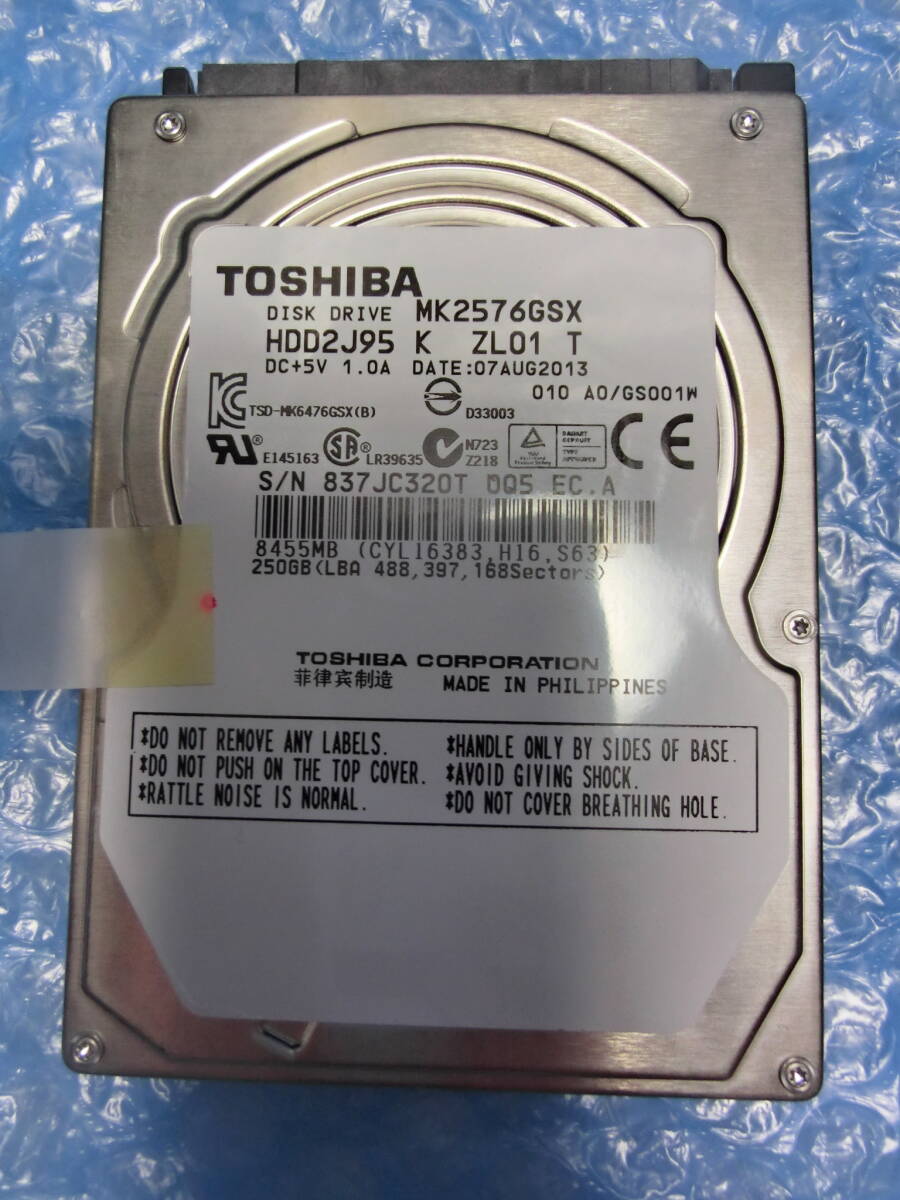 TOSHIBA
DISK DRIVE MK2576GSX
HDD2J95 K ZL01 T
DC+5V 1.0A DATE:07AUG2013
010 A0/GS001W
TSD-MK6476GSX(B)
D33003
E145163
LR39635
N723
Z218
CE
S/N 837JC320T 0Q5 EC.A
8455MB (CYL16383,H16,S63)
250GB(LBA 488,397,168Sectors)
TOSHIBA CORPORATION
菲律宾制造 MADE IN PHILIPPINES
*DO NOT REMOVE ANY LABELS. *HANDLE ONLY BY SIDES OF BASE.
*DO NOT PUSH ON THE TOP COVER. *AVOID GIVING SHOCK.
*RATTLE NOISE IS NORMAL. *DO NOT COVER BREATHING HOLE.